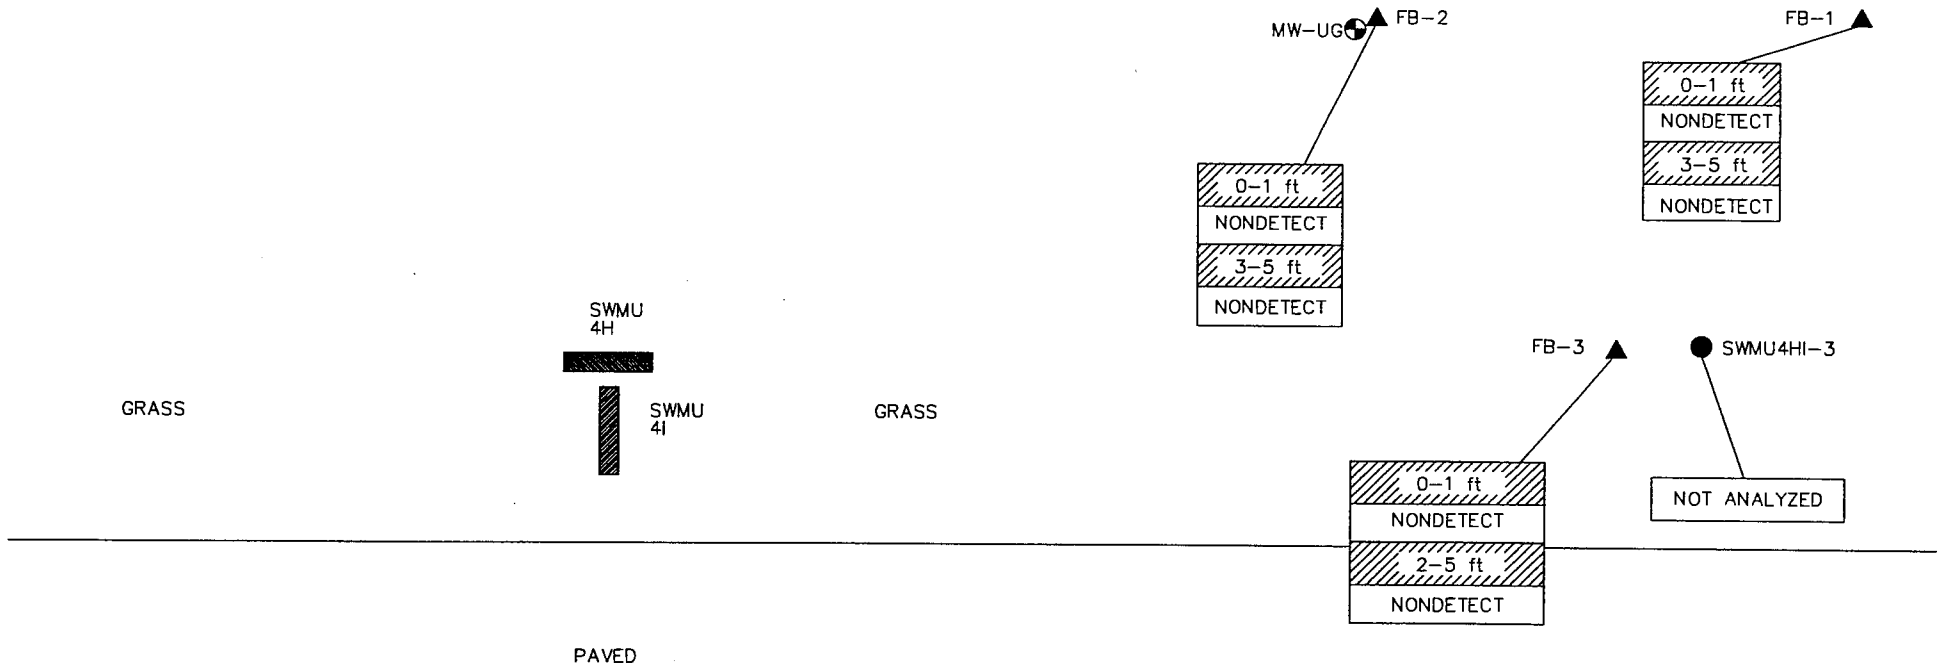 MW-UG
FB-2
FB-1
0-1 ft
NONDETECT
3-5 ft
NONDETECT
0-1 ft
NONDETECT
3-5 ft
NONDETECT
SWMU
4H
SWMU
4I
GRASS
GRASS
FB-3
SWMU4HI-3
0-1 ft
NONDETECT
2-5 ft
NONDETECT
NOT ANALYZED
PAVED